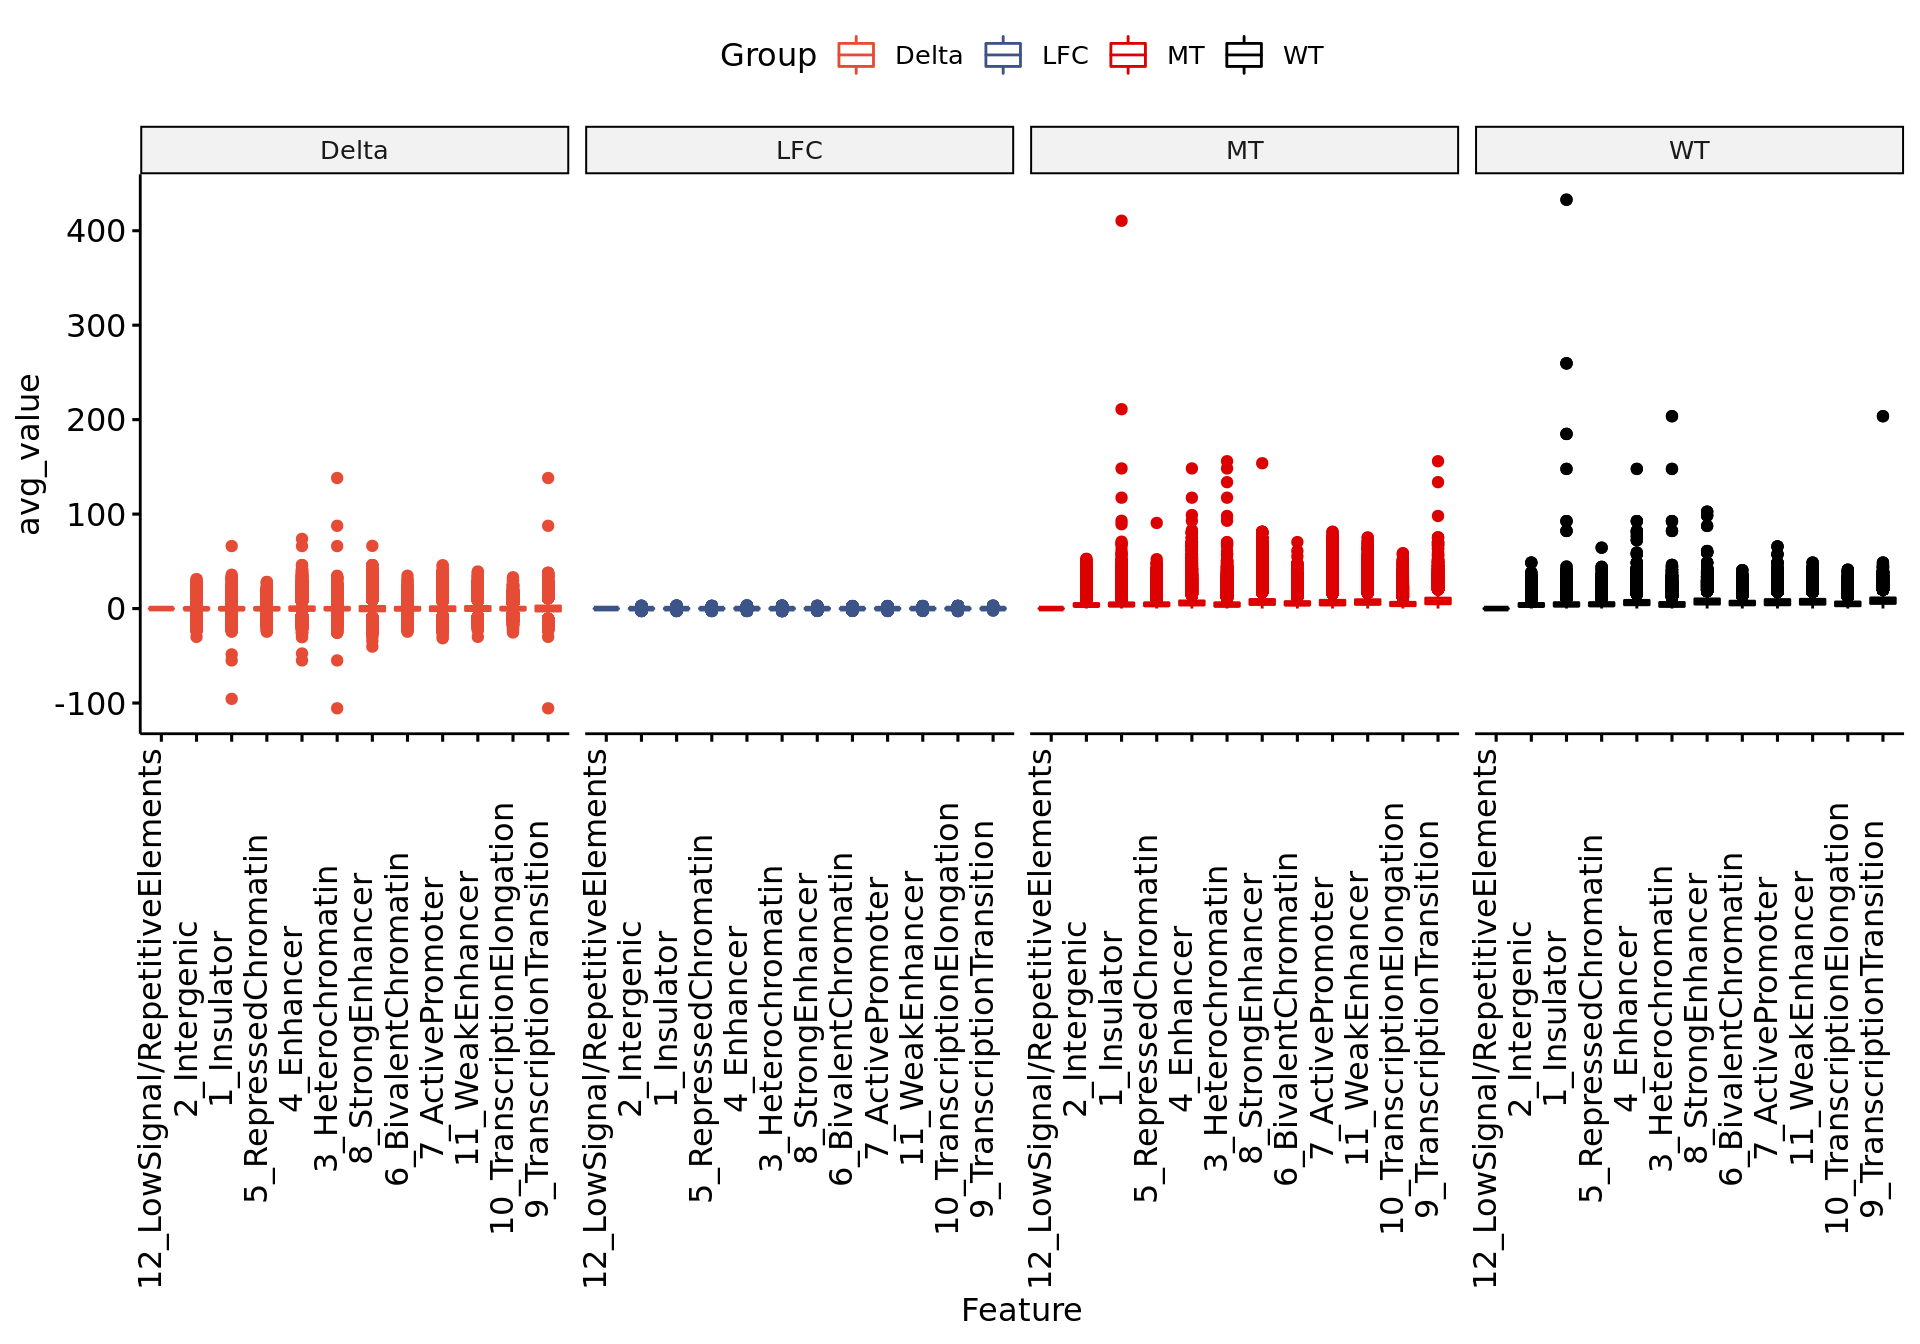 Group Delta LFC MT WT
Delta LFC MT WT
400
300
200
100
0
-100
avg_value
12_LowSignal/RepetitiveElements
2_Intergenic
1_Insulator
5_RepressedChromatin
4_Enhancer
3_Heterochromatin
8_StrongEnhancer
6_BivalentChromatin
7_ActivePromoter
11_WeakEnhancer
10_TranscriptionElongation
9_TranscriptionTransition
12_LowSignal/RepetitiveElements
2_Intergenic
1_Insulator
5_RepressedChromatin
4_Enhancer
3_Heterochromatin
8_StrongEnhancer
6_BivalentChromatin
7_ActivePromoter
11_WeakEnhancer
10_TranscriptionElongation
9_TranscriptionTransition
12_LowSignal/RepetitiveElements
2_Intergenic
1_Insulator
5_RepressedChromatin
4_Enhancer
3_Heterochromatin
8_StrongEnhancer
6_BivalentChromatin
7_ActivePromoter
11_WeakEnhancer
10_TranscriptionElongation
9_TranscriptionTransition
12_LowSignal/RepetitiveElements
2_Intergenic
1_Insulator
5_RepressedChromatin
4_Enhancer
3_Heterochromatin
8_StrongEnhancer
6_BivalentChromatin
7_ActivePromoter
11_WeakEnhancer
10_TranscriptionElongation
9_TranscriptionTransition
Feature